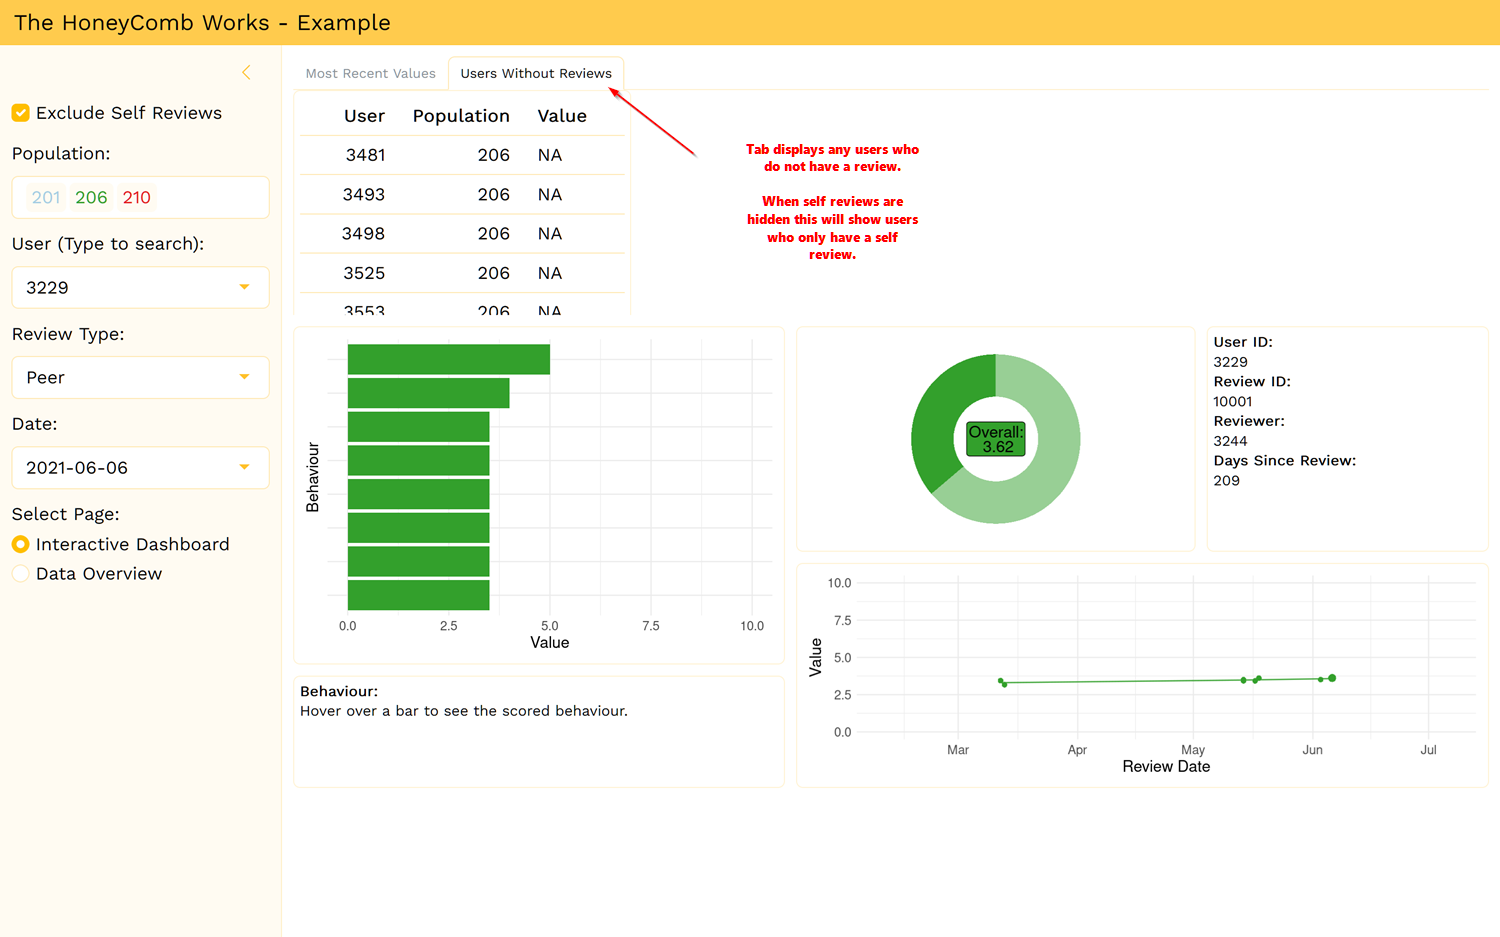 The HoneyComb Works - Example
Exclude Self Reviews
Population:
201 206 210
User (Type to search):
3229
Review Type:
Peer
Date:
2021-06-06
Select Page:
Interactive Dashboard
Data Overview
Most Recent Values
Users Without Reviews
User Population Value
3481 206 NA
3493 206 NA
3498 206 NA
3525 206 NA
3553 206 NA
Tab displays any users who
do not have a review.
When self reviews are
hidden this will show users
who only have a self
review.
Behaviour
0.0 2.5 5.0 7.5 10.0
Value
Behaviour:
Hover over a bar to see the scored behaviour.
Overall:
3.62
User ID:
3229
Review ID:
10001
Reviewer:
3244
Days Since Review:
209
Value
10.0
7.5
5.0
2.5
0.0
Mar Apr May Jun Jul
Review Date